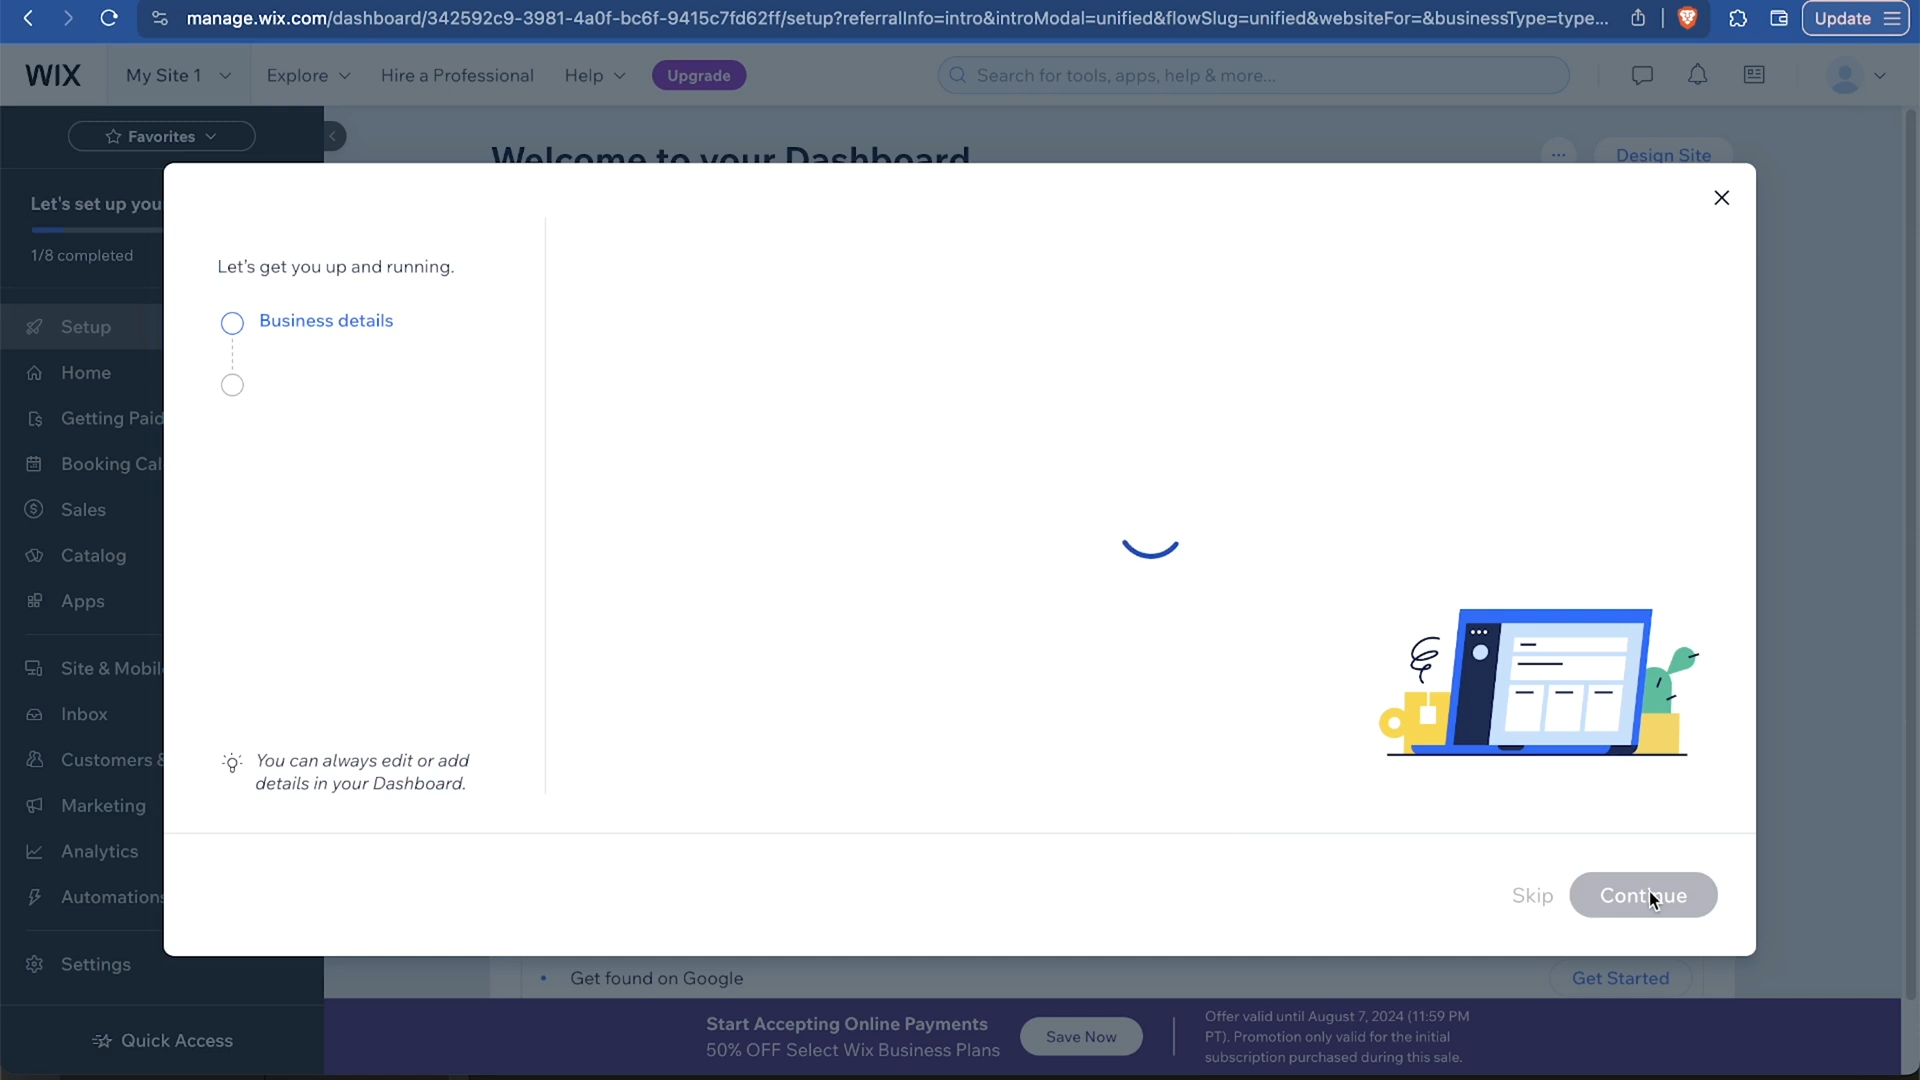 manage.wix.com/dashboard/342592c9-3981-4a0f-bc6f-9415c7fd62ff/setup?referralInfo=intro&introModal=unified&flowSlug=unified&websiteFor=&businessType=type...
Update
WIX
My Site 1
Explore
Hire a Professional
Help
Upgrade
Search for tools, apps, help & more...
Favorites
Welcome to your Dashboard
Design Site
Let's set up you
1/8 completed
Setup
Home
Getting Paid
Booking Cal
Sales
Catalog
Apps
Site & Mobil
Inbox
Customers &
Marketing
Analytics
Automations
Settings
Quick Access
Let's get you up and running.
Business details
You can always edit or add
details in your Dashboard.
Skip
Continue
Get found on Google
Get Started
Start Accepting Online Payments
50% OFF Select Wix Business Plans
Save Now
Offer valid until August 7, 2024 (11:59 PM
PT). Promotion only valid for the initial
subscription purchased during this sale.